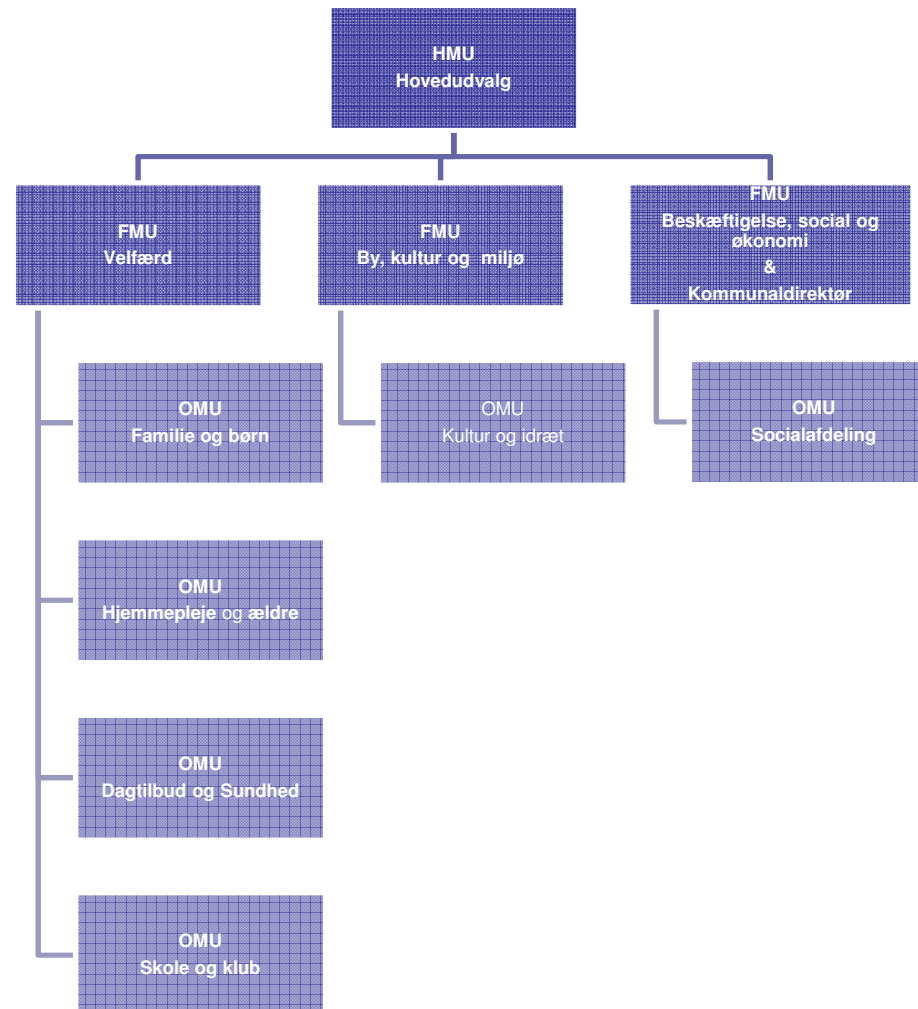 HMU
Hovedudvalg
FMU
Velfærd
FMU
By, kultur og miljø
FMU
Beskæftigelse, social og
økonomi
&
Kommunaldirektør
OMU
Familie og børn
OMU
Kultur og idræt
OMU
Socialafdeling
OMU
Hjemmepleje og ældre
OMU
Dagtilbud og Sundhed
OMU
Skole og klub